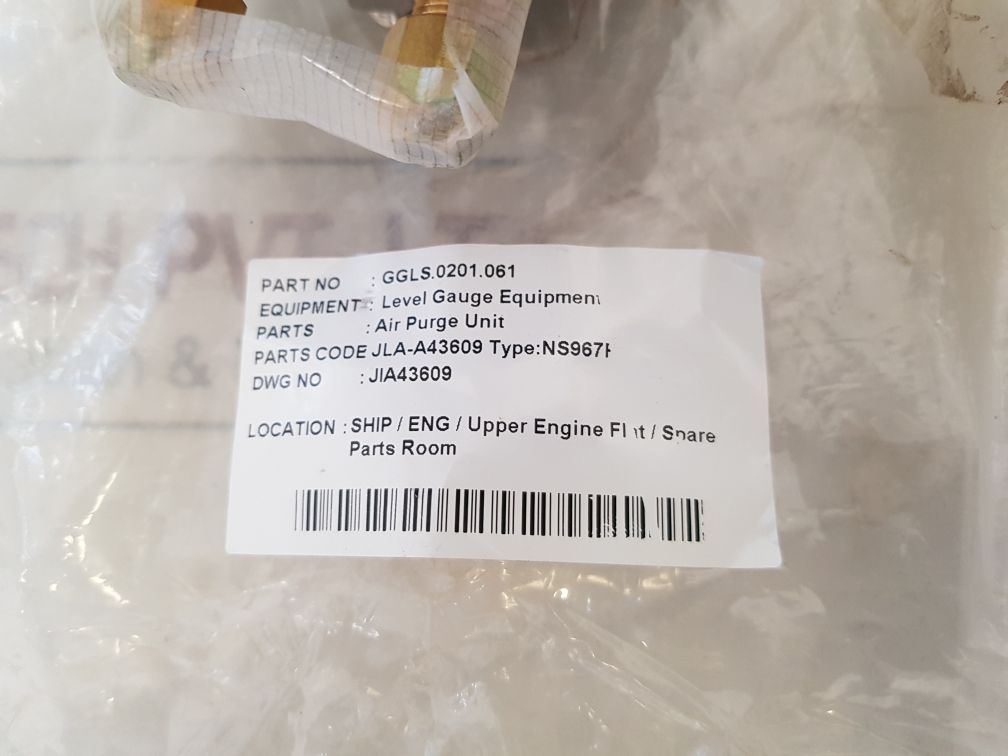 PART NO : GGLS.0201.061
EQUIPMENT : Level Gauge Equipment
PARTS : Air Purge Unit
PARTS CODE JLA-A43609 Type:
DWG NO : JIA43609
LOCATION : SHIP / ENG / Upper Engine / Spare
Parts Room